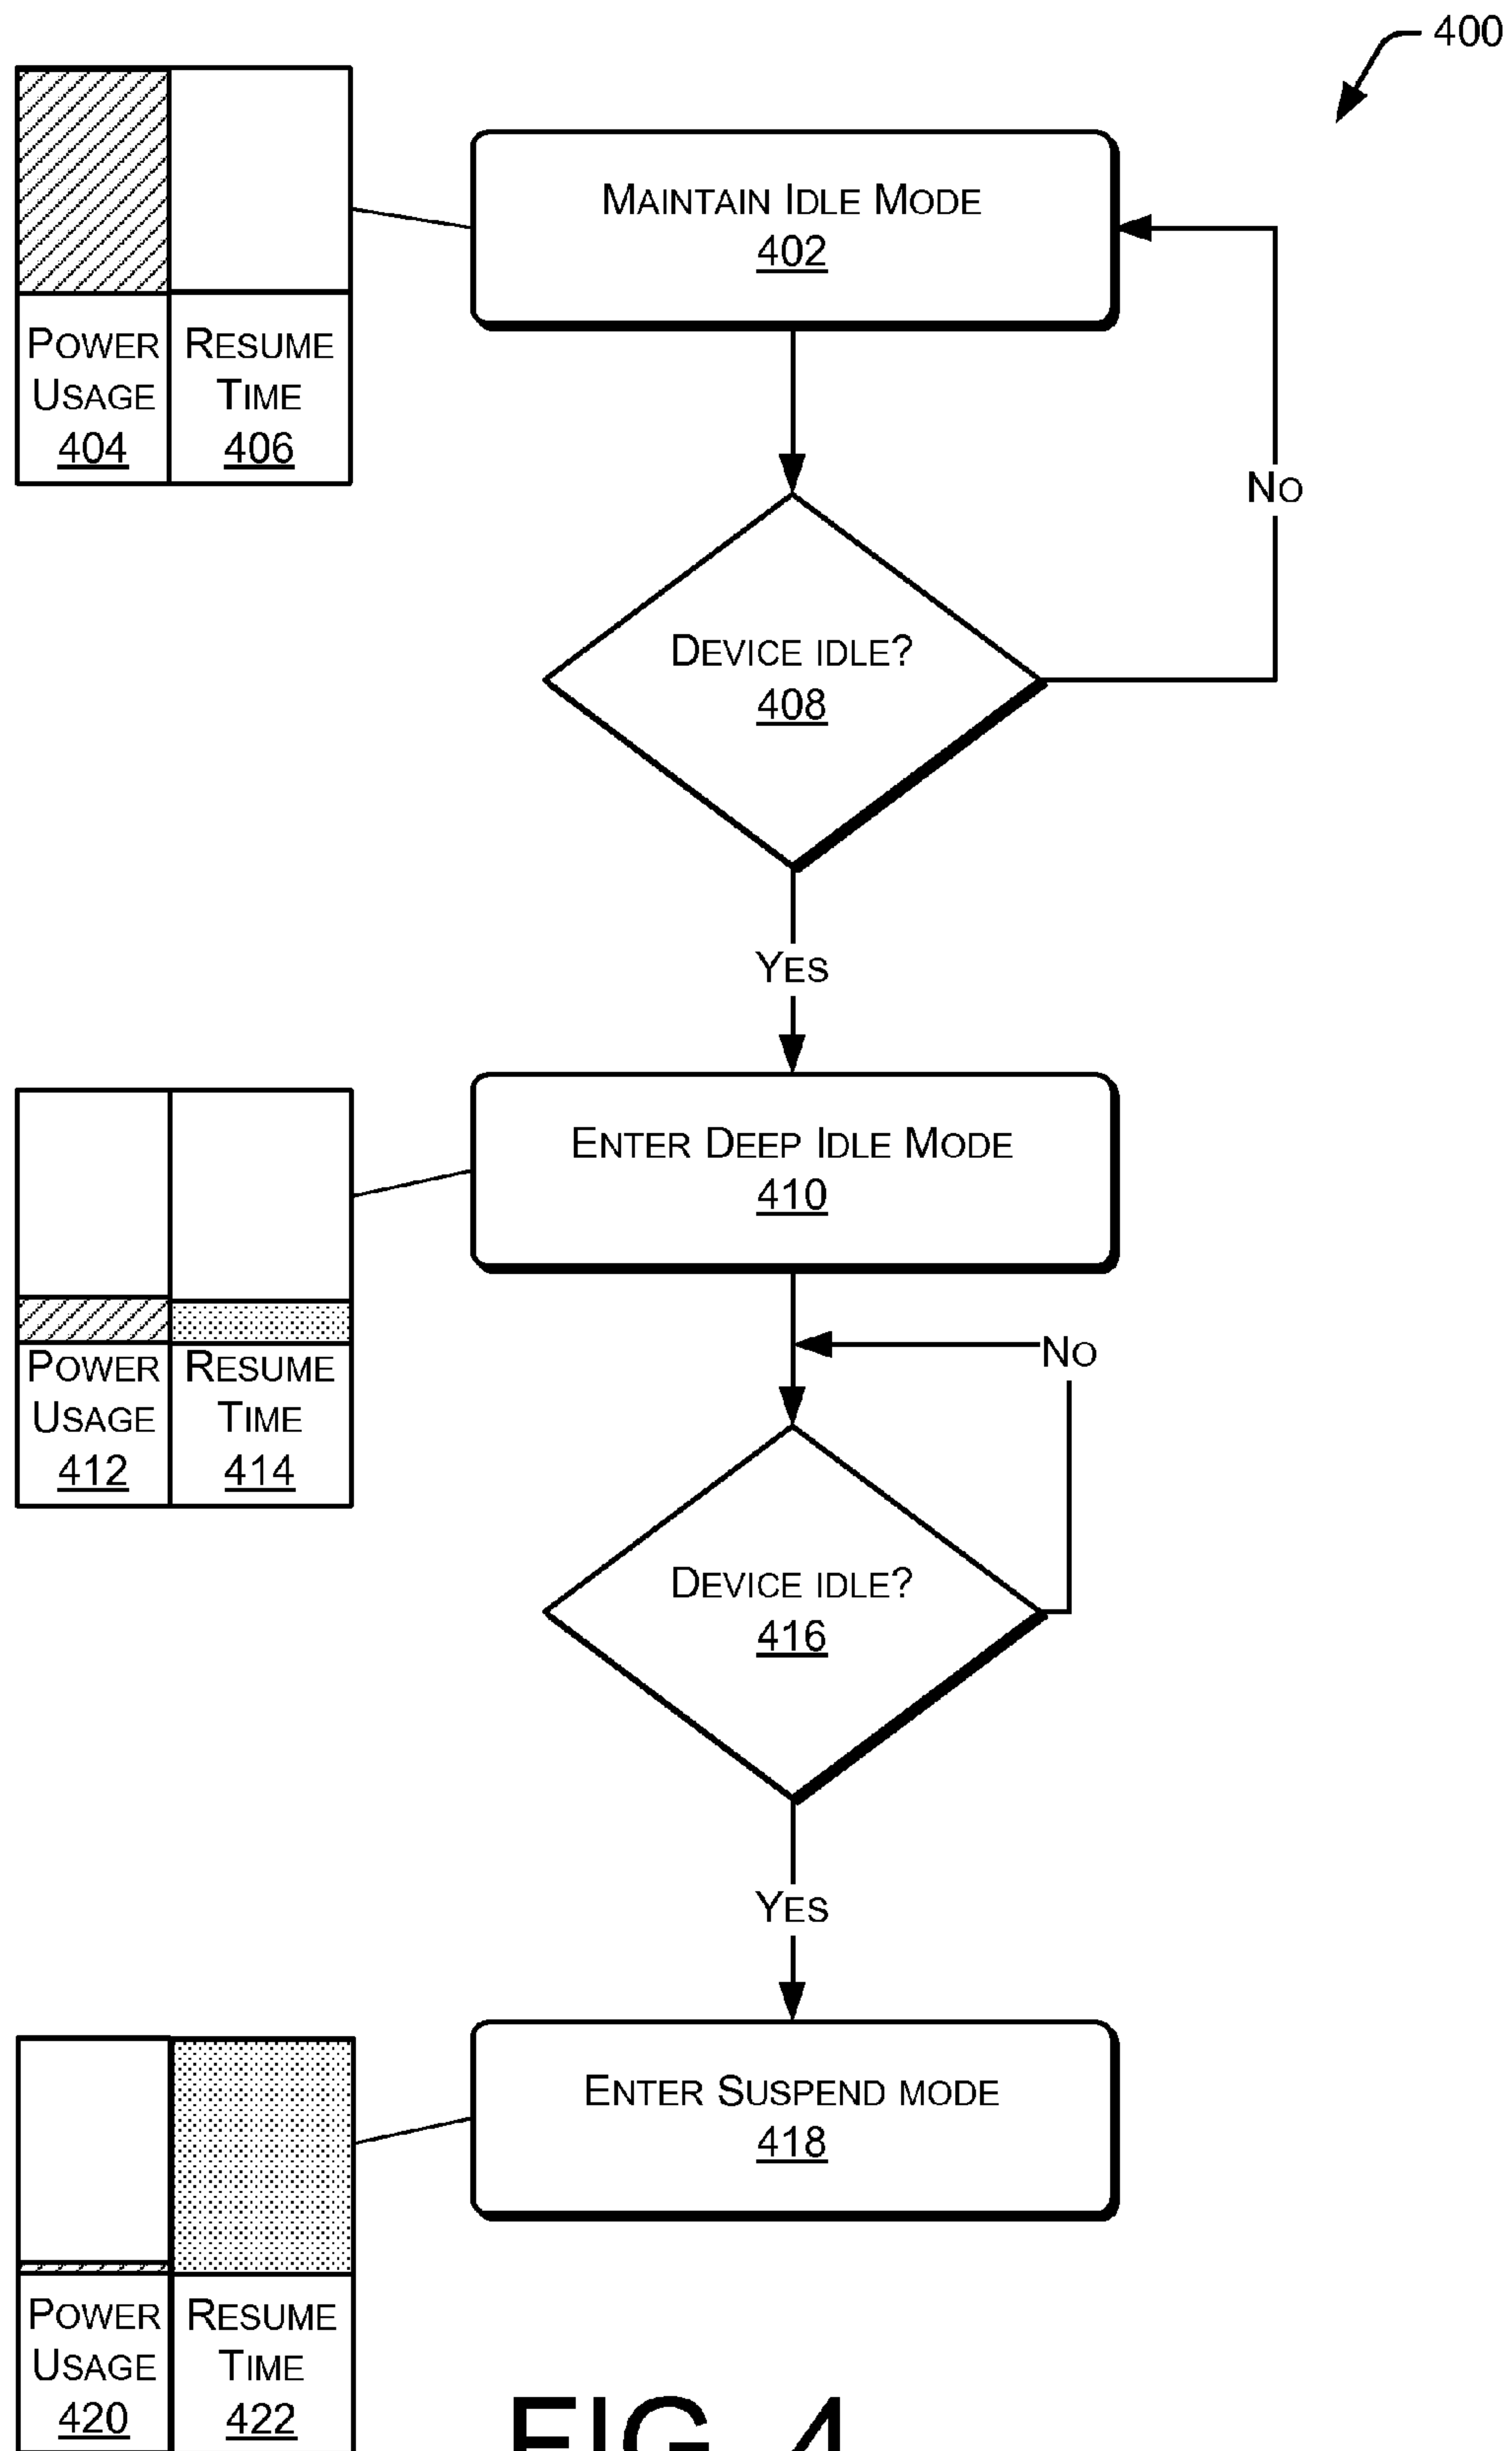 400
MAINTAIN IDLE MODE
402
POWER USAGE
404
RESUME TIME
406
NO
DEVICE IDLE?
408
YES
ENTER DEEP IDLE MODE
410
POWER USAGE
412
RESUME TIME
414
NO
DEVICE IDLE?
416
YES
ENTER SUSPEND MODE
418
POWER USAGE
420
RESUME TIME
422
FIG. 4